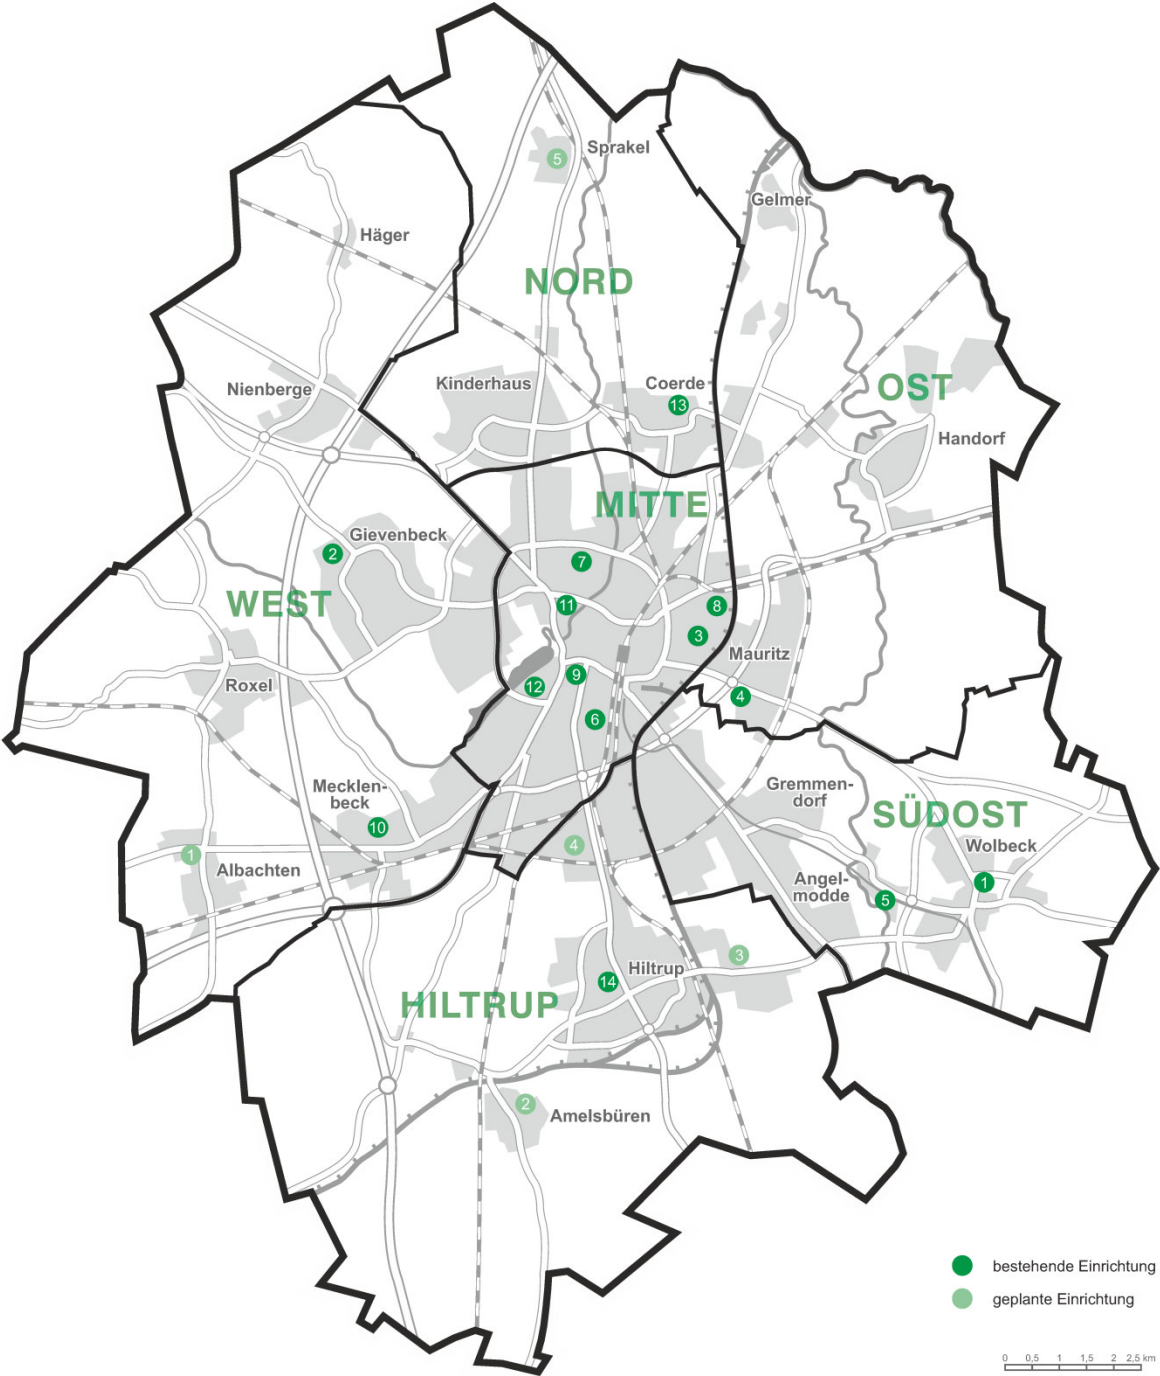 5
Sprakel
Gelmer
Häger
NORD
Kinderhaus
Coerde
13
Nienberge
OST
Handorf
MITTE
Gievenbeck
2
7
WEST
11
8
3
Mauritz
9
Roxel
12
4
6
Mecklen-
beck
10
Gremmen-
dorf
SÜDOST
Wolbeck
1
Albachten
4
Angel-
modde
5
1
3
Hiltrup
14
HILTRUP
2
Amelsbüren
bestehende Einrichtung
geplante Einrichtung
0 0,5 1 1,5 2 2,5 km